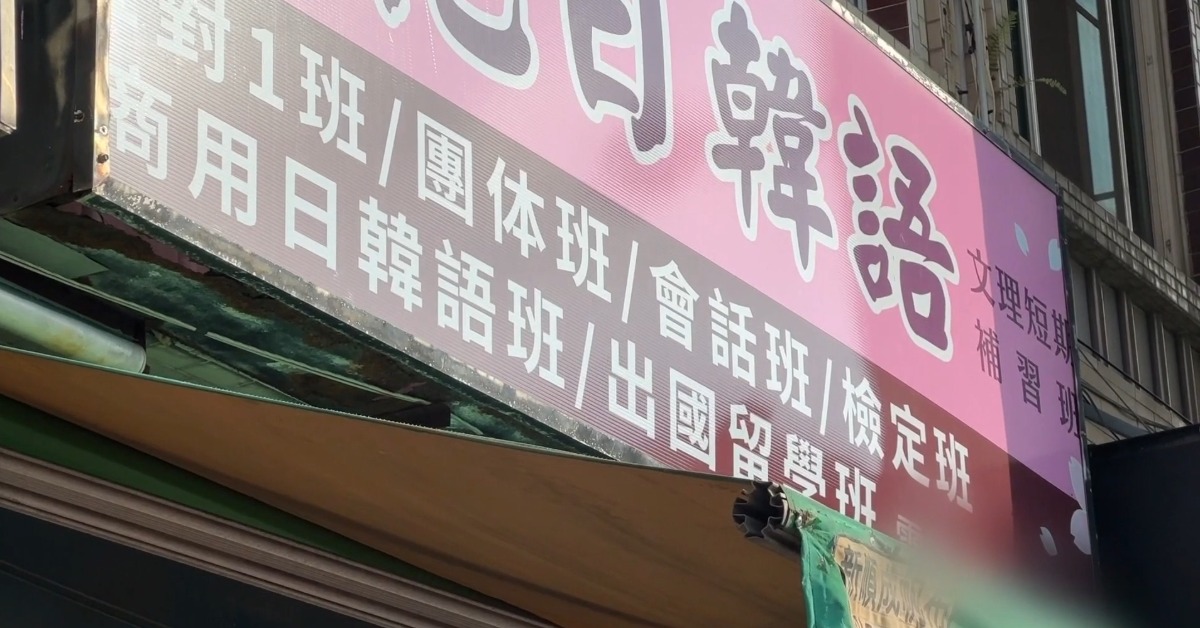 日韓語
文理短期
補習班
對1班/團体班/會話班/檢定班
商用日韓語班/出國留學班